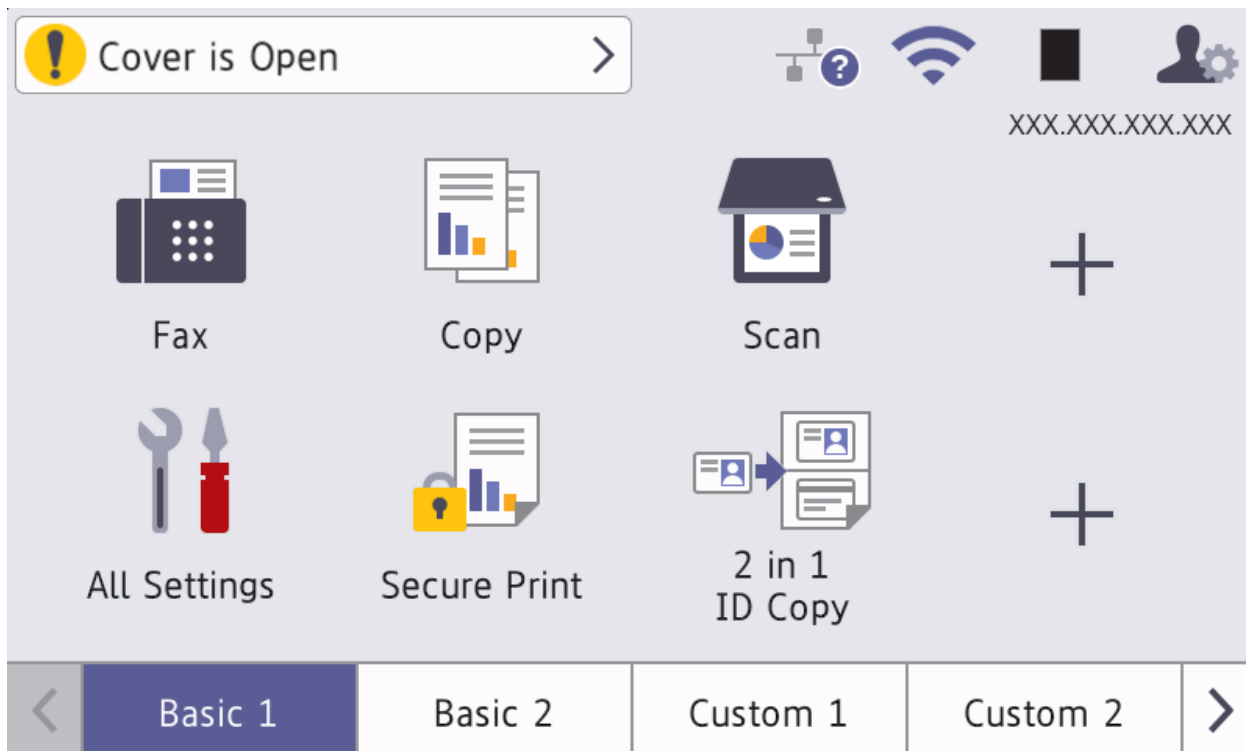 Cover is Open
?
XXX.XXX.XXX.XXX
Fax
Copy
Scan
All Settings
Secure Print
2 in 1
ID Copy
Basic 1
Basic 2
Custom 1
Custom 2